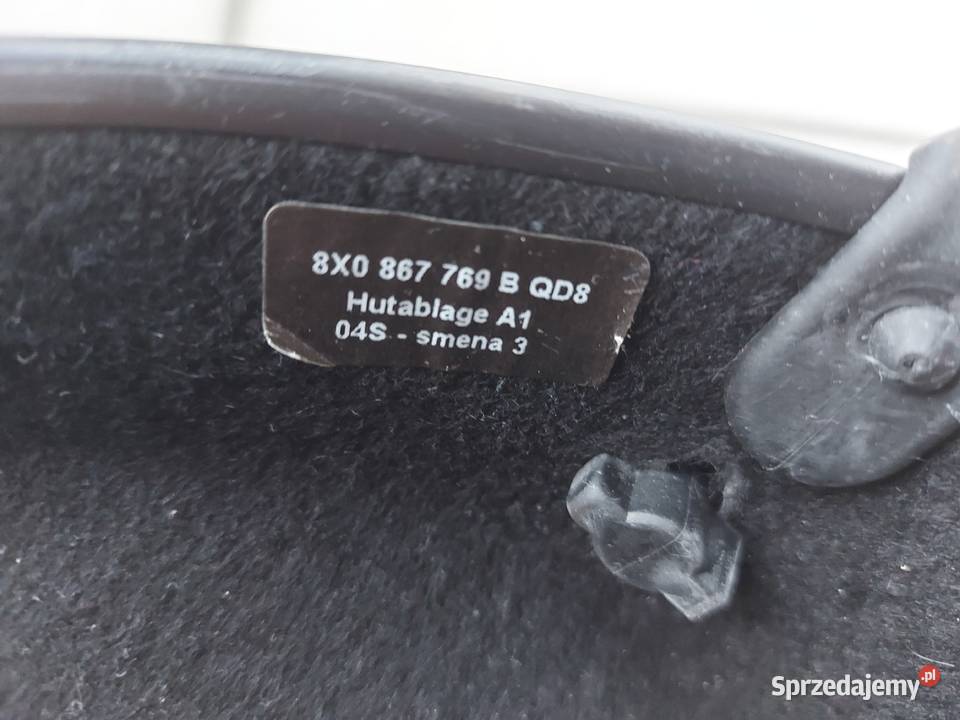 8X0 867 769 B QD8
Hutablage A1
04S - smena 3
Sprzedajemy.pl